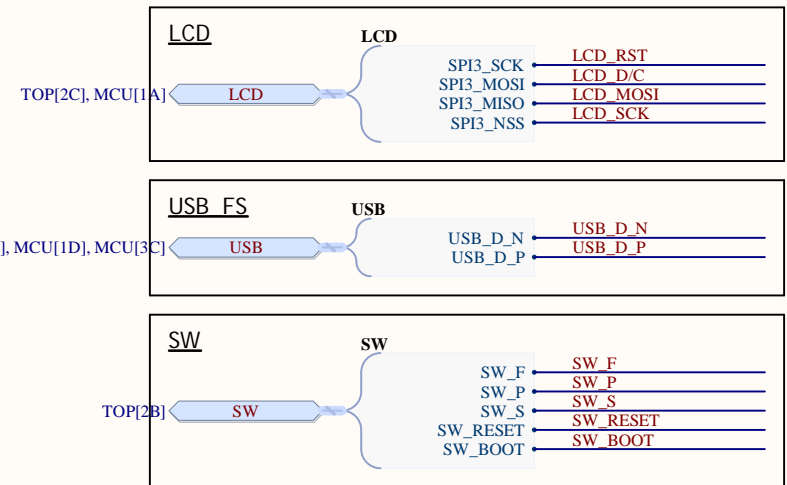 LCD
LCD
SPI3_SCK LCD_RST
SPI3_MOSI LCD_D/C
TOP[2C], MCU[1A] LCD SPI3_MISO LCD_MOSI
SPI3_NSS LCD_SCK
USB_FS
USB
USB_D_N USB_D_N
], MCU[1D], MCU[3C] USB USB_D_P USB_D_P
SW
SW
SW_F SW_F
SW_P SW_P
TOP[2B] SW SW_S SW_S
SW_RESET SW_RESET
SW_BOOT SW_BOOT